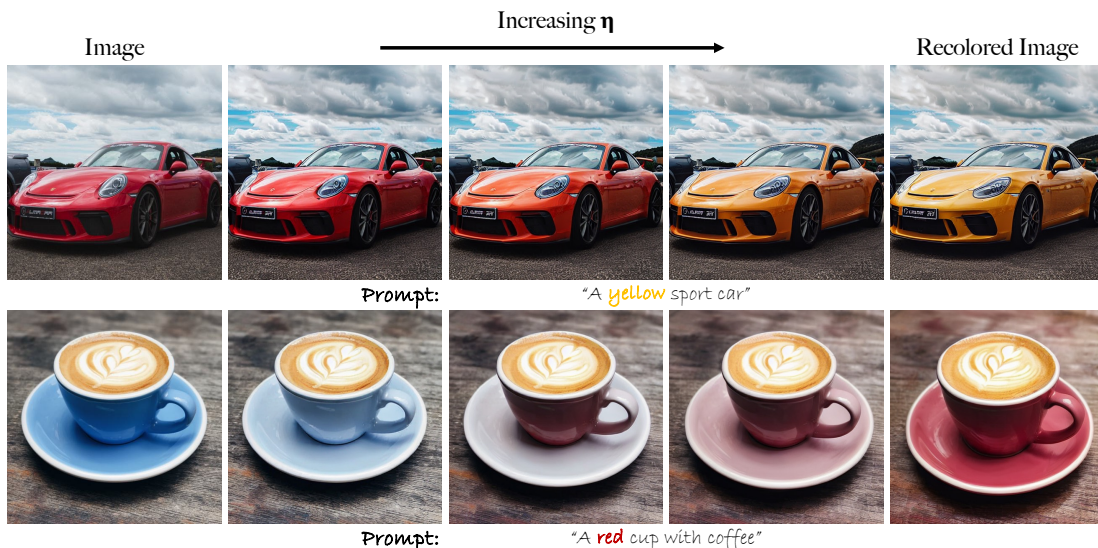 Increasing η
Image
Recolored Image
Prompt: “A yellow sport car”
Prompt: “A red cup with coffee”